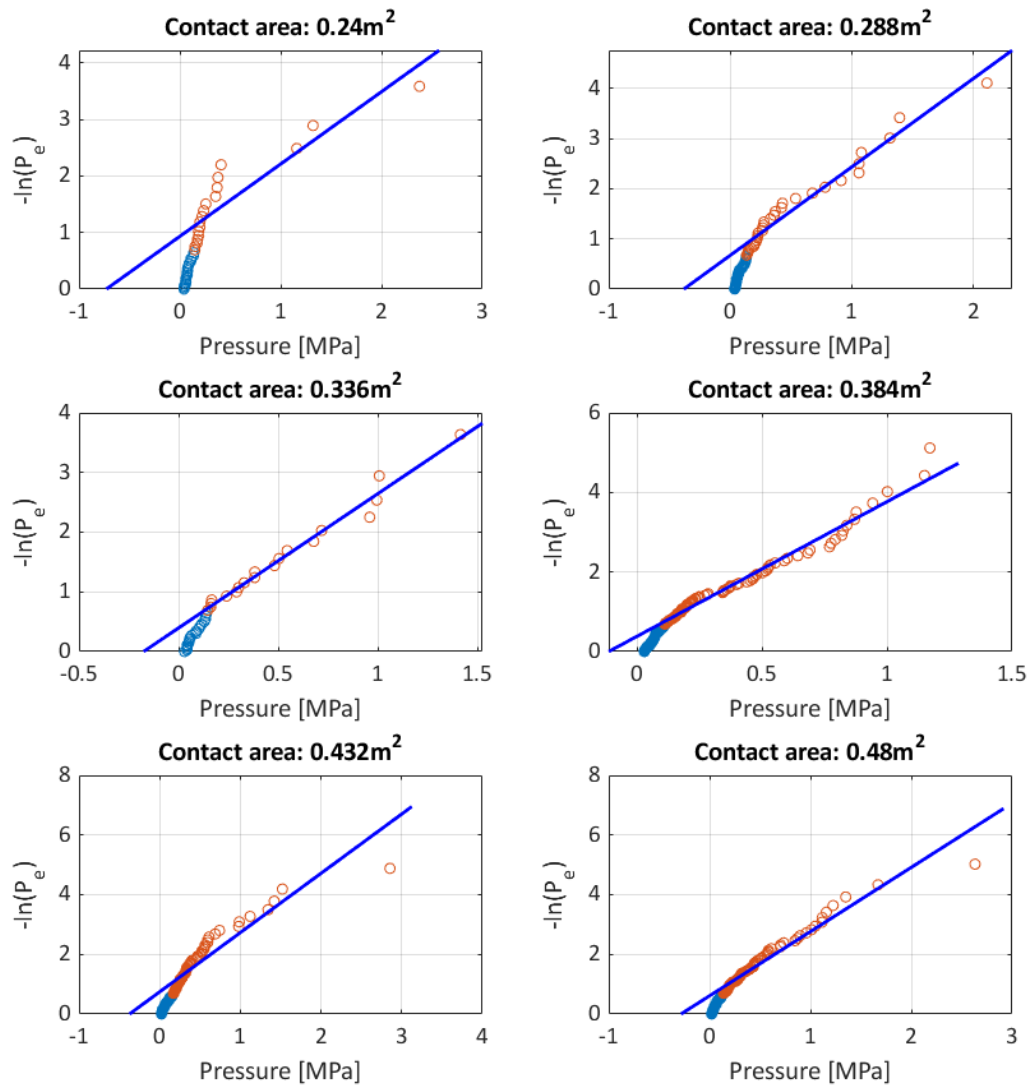 Contact area: 0.24m²
4
3
2
1
0
-ln(Pₑ)
-1 0 1 2 3
Pressure [MPa]
Contact area: 0.288m²
4
3
2
1
0
-ln(Pₑ)
-1 0 1 2
Pressure [MPa]
Contact area: 0.336m²
4
3
2
1
0
-ln(Pₑ)
-0.5 0 0.5 1 1.5
Pressure [MPa]
Contact area: 0.384m²
6
4
2
0
-ln(Pₑ)
0 0.5 1 1.5
Pressure [MPa]
Contact area: 0.432m²
8
6
4
2
0
-ln(Pₑ)
-1 0 1 2 3 4
Pressure [MPa]
Contact area: 0.48m²
8
6
4
2
0
-ln(Pₑ)
-1 0 1 2 3
Pressure [MPa]